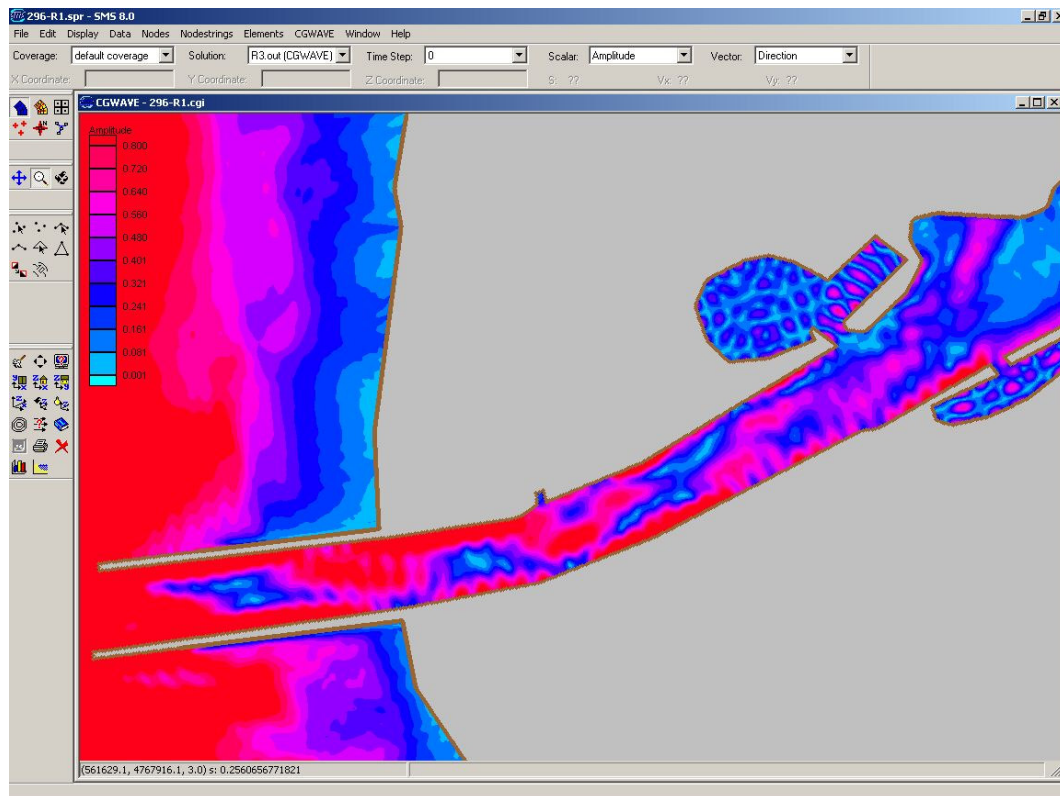 296-R1.spr - SMS 8.0
File Edit Display Data Nodes Nodestrings Elements CGWAVE Window Help
Coverage: default coverage Solution: R3.out (CGWAVE) Time Step: 0 Scalar: Amplitude Vector: Direction
X Coordinate: Y Coordinate: Z Coordinate: S: ?? Vx: ?? Vy: ??
CGWAVE - 296-R1.cgi
Amplitude
0.800
0.720
0.640
0.560
0.480
0.401
0.321
0.241
0.161
0.081
0.001
(561629.1, 4767916.1, 3.0) s: 0.2560656771821